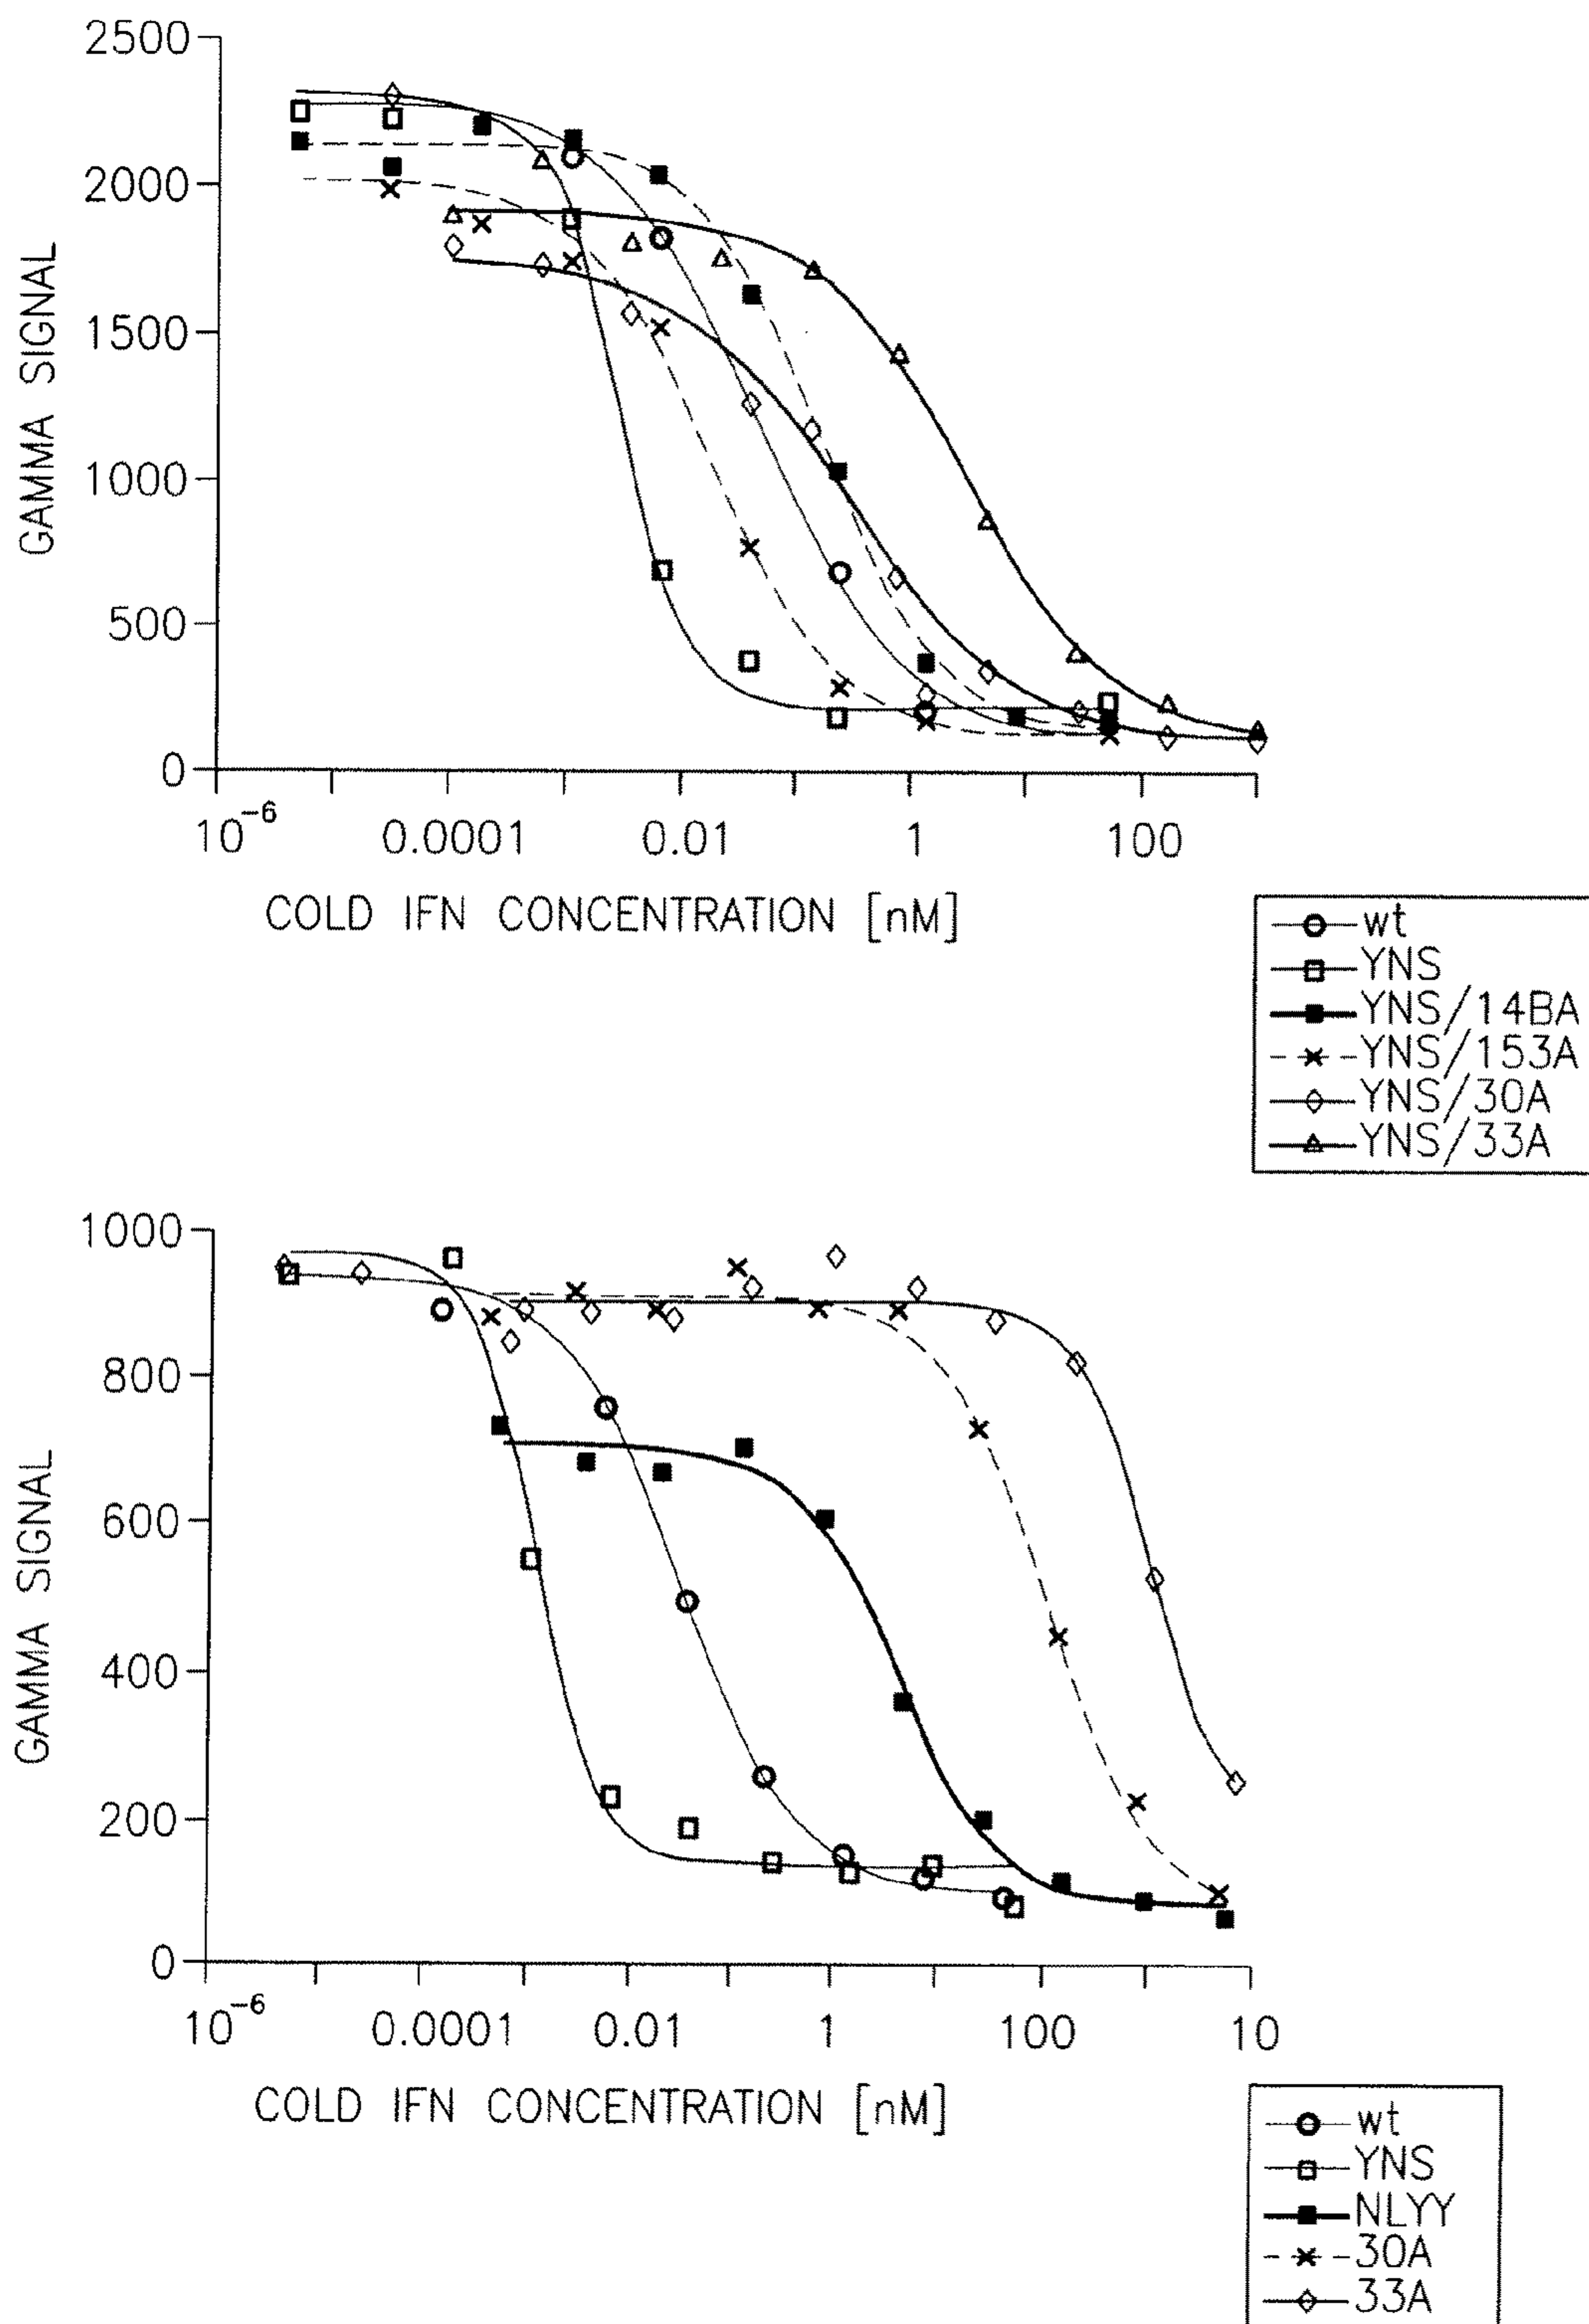 2500
2000
1500
1000
500
0
GAMMA SIGNAL
10⁻⁶ 0.0001 0.01 1 100
COLD IFN CONCENTRATION [nM]
wt
YNS
YNS/14BA
YNS/153A
YNS/30A
YNS/33A
1000
800
600
400
200
0
GAMMA SIGNAL
10⁻⁶ 0.0001 0.01 1 100 10
COLD IFN CONCENTRATION [nM]
wt
YNS
NLYY
30A
33A